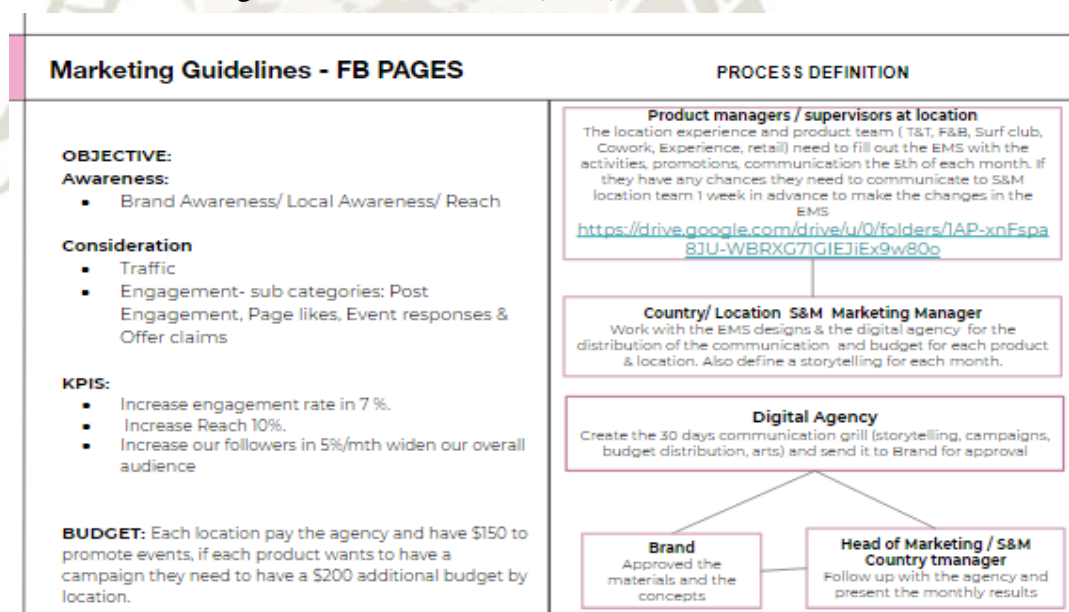 Marketing Guidelines - FB PAGES
OBJECTIVE:
Awareness:
• Brand Awareness/ Local Awareness/ Reach
Consideration
• Traffic
• Engagement- sub categories: Post
Engagement, Page likes, Event responses &
Offer claims
KPIS:
• Increase engagement rate in 7 %.
• Increase Reach 10%.
• Increase our followers in 5%/mth widen our overall
audience
BUDGET: Each location pay the agency and have $150 to
promote events, if each product wants to have a
campaign they need to have a $200 additional budget by
location.
PROCESS DEFINITION
Product managers / supervisors at location
The location experience and product team ( T&T, F&B, Surf club,
Cowork, Experience, retail) need to fill out the EMS with the
activities, promotions, communication the 5th of each month. If
they have any chances they need to communicate to S&M
location team 1 week in advance to make the changes in the
EMS
https://drive.google.com/drive/u/0/folders/1AP-xnFspa
8JU-WBRXG71GIEJiEx9w80o
Country/ Location S&M Marketing Manager
Work with the EMS designs & the digital agency for the
distribution of the communication and budget for each product
& location. Also define a storytelling for each month.
Digital Agency
Create the 30 days communication grill (storytelling, campaigns,
budget distribution, arts) and send it to Brand for approval
Brand
Approved the
materials and the
concepts
Head of Marketing / S&M
Country tmanager
Follow up with the agency and
present the monthly results